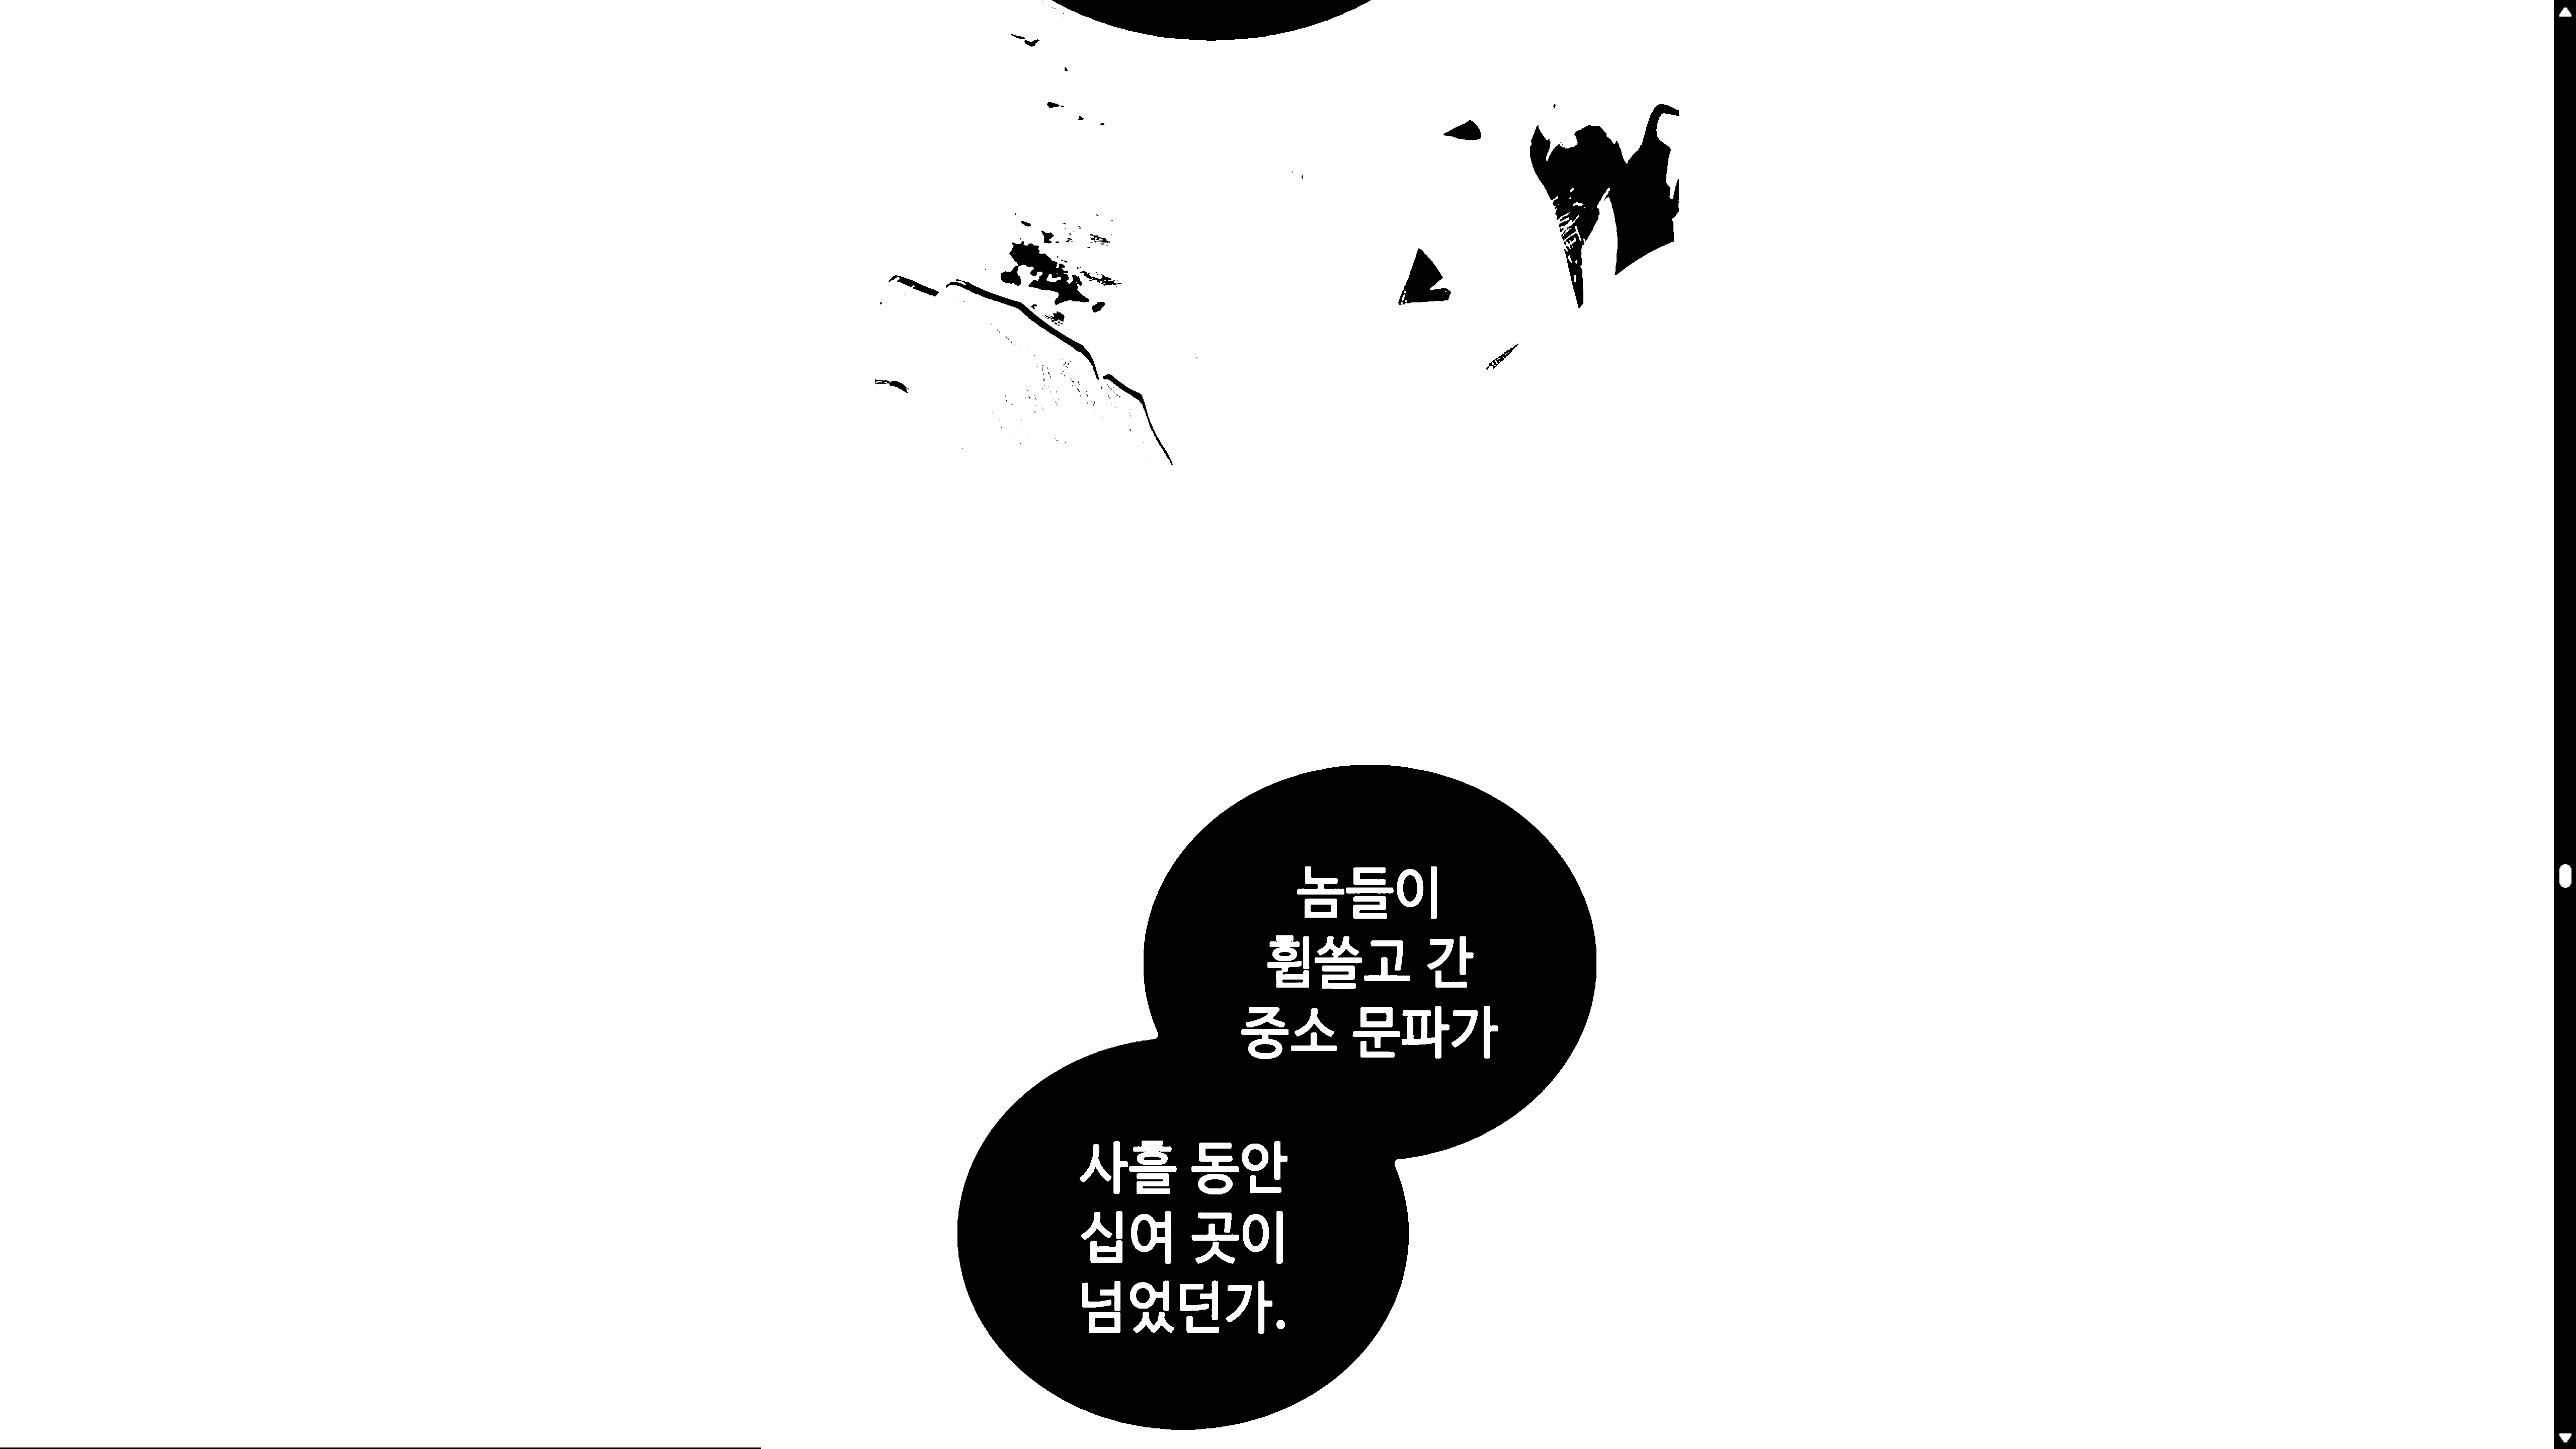 놈들이
휩쓸고 간
중소 문파가
사흘 동안
십여 곳이
넘었던가.